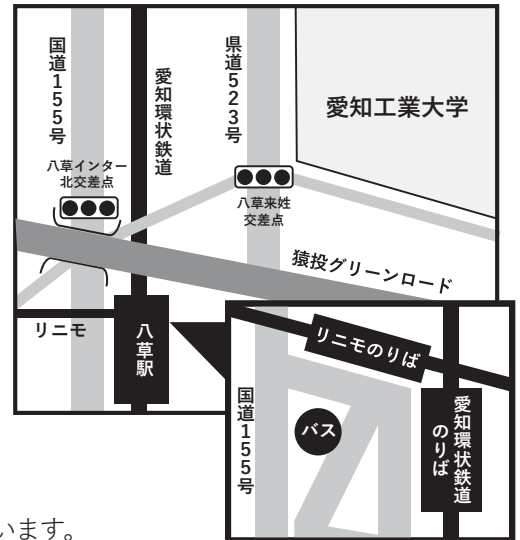 国道155号
愛知環状鉄道
県道523号
愛知工業大学
八草インター
北交差点
八草来姓
交差点
猿投グリーンロード
リニモ
八草駅
リニモのりば
国道155号
バス
愛知環状鉄道
のりば
います。